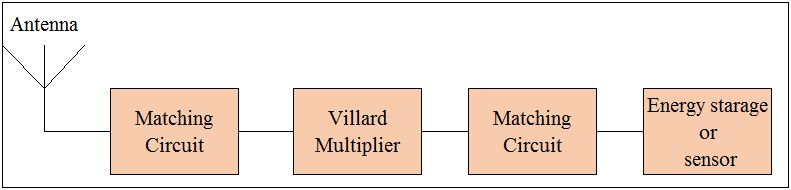 Antenna
Matching
Circuit
Villard
Multiplier
Matching
Circuit
Energy starage
or
sensor